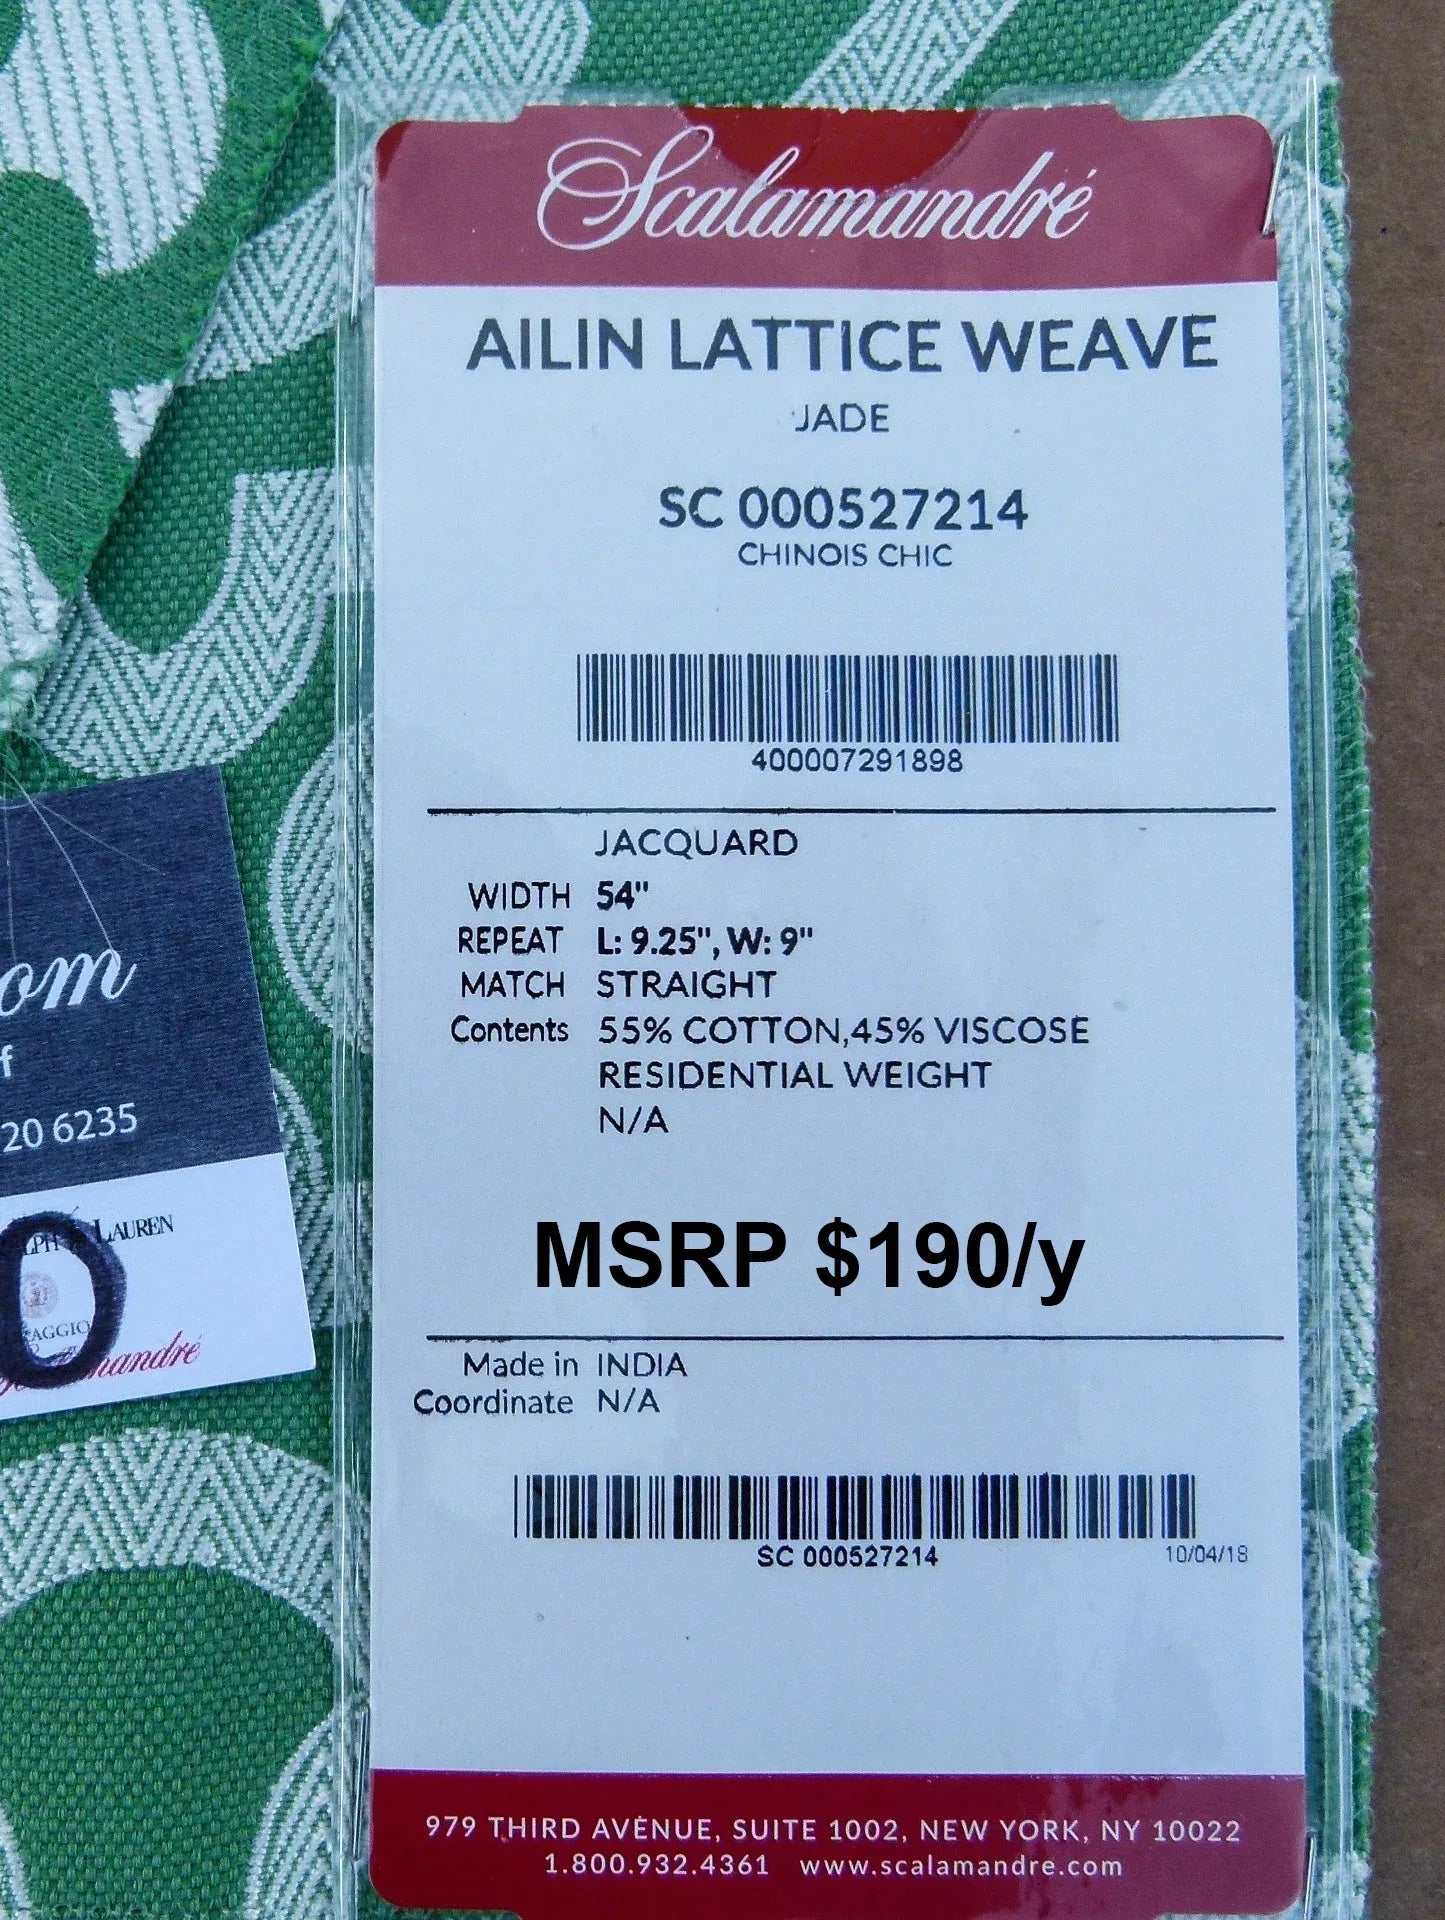 Scalamandré
AILIN LATTICE WEAVE
JADE
SC 000527214
CHINOIS CHIC
400007291898
JACQUARD
WIDTH 54"
REPEAT L: 9.25", W: 9"
MATCH STRAIGHT
Contents 55% COTTON,45% VISCOSE
RESIDENTIAL WEIGHT
N/A
MSRP $190/y
Made in INDIA
Coordinate N/A
SC 000527214
10/04/18
979 THIRD AVENUE, SUITE 1002, NEW YORK, NY 10022
1.800.932.4361 www.scalamandre.com
om
f
20 6235
LAUREN